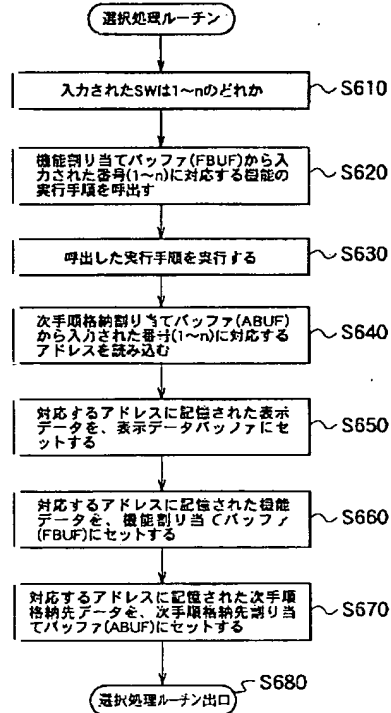 選択処理ルーチン
入力されたSWは1~nのどれか
S610
機能割り当てバッファ(FBUF)から入
力された番号(1~n)に対応する機能の
実行手順を呼出す
S620
呼出した実行手順を実行する
S630
次手順格納割り当てバッファ(ABUF)
から入力された番号(1~n)に対応する
アドレスを読み込む
S640
対応するアドレスに記憶された表示
データを、表示データバッファにセ
ットする
S650
対応するアドレスに記憶された機能
データを、機能割り当てバッファ
(FBUF)にセットする
S660
対応するアドレスに記憶された次手順
格納先データを、次手順格納先割り当
てバッファ(ABUF)にセットする
S670
選択処理ルーチン出口
S680